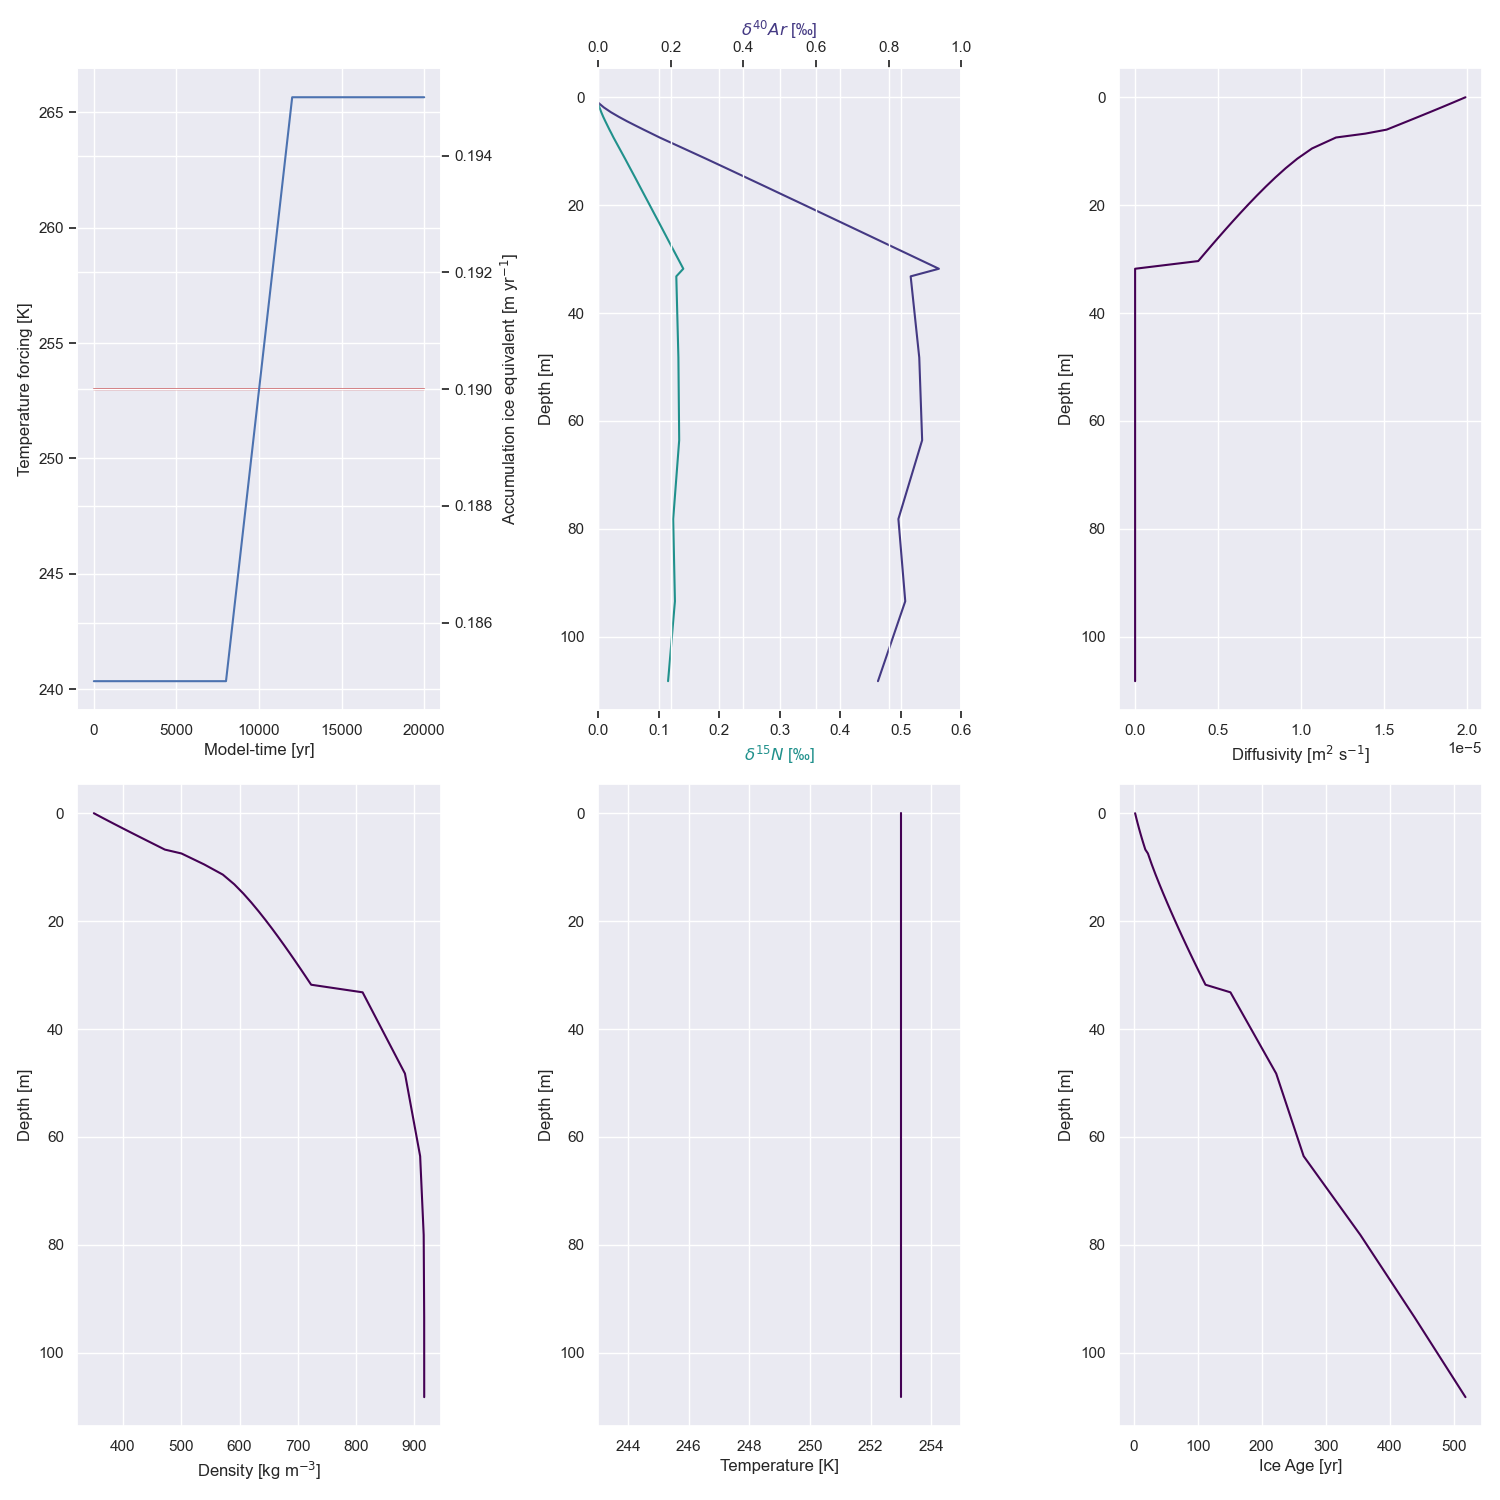 265
260
255
250
245
240
Temperature forcing [K]
0 5000 10000 15000 20000
Model-time [yr]
0.194
0.192
0.190
0.188
0.186
Accumulation ice equivalent [m yr⁻¹]
δ⁴⁰Ar [‰]
0.0 0.2 0.4 0.6 0.8 1.0
0
20
40
60
80
100
Depth [m]
0.0 0.1 0.2 0.3 0.4 0.5 0.6
δ¹⁵N [‰]
0
20
40
60
80
100
Depth [m]
0.0 0.5 1.0 1.5 2.0
1e−5
Diffusivity [m² s⁻¹]
0
20
40
60
80
100
Depth [m]
400 500 600 700 800 900
Density [kg m⁻³]
0
20
40
60
80
100
Depth [m]
244 246 248 250 252 254
Temperature [K]
0
20
40
60
80
100
Depth [m]
0 100 200 300 400 500
Ice Age [yr]